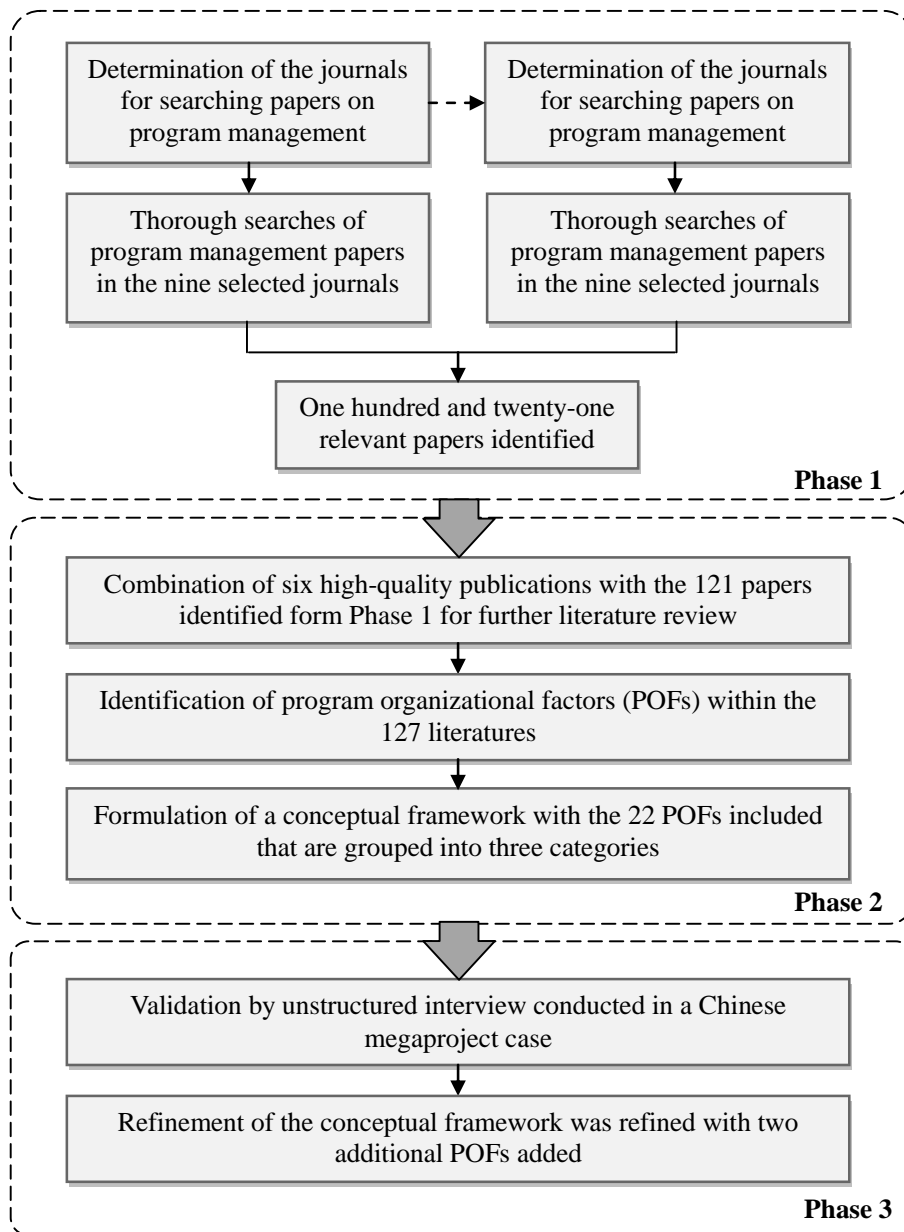 Determination of the journals
for searching papers on
program management
Determination of the journals
for searching papers on
program management
Thorough searches of
program management papers
in the nine selected journals
Thorough searches of
program management papers
in the nine selected journals
One hundred and twenty-one
relevant papers identified
Phase 1
Combination of six high-quality publications with the 121 papers
identified form Phase 1 for further literature review
Identification of program organizational factors (POFs) within the
127 literatures
Formulation of a conceptual framework with the 22 POFs included
that are grouped into three categories
Phase 2
Validation by unstructured interview conducted in a Chinese
megaproject case
Refinement of the conceptual framework was refined with two
additional POFs added
Phase 3